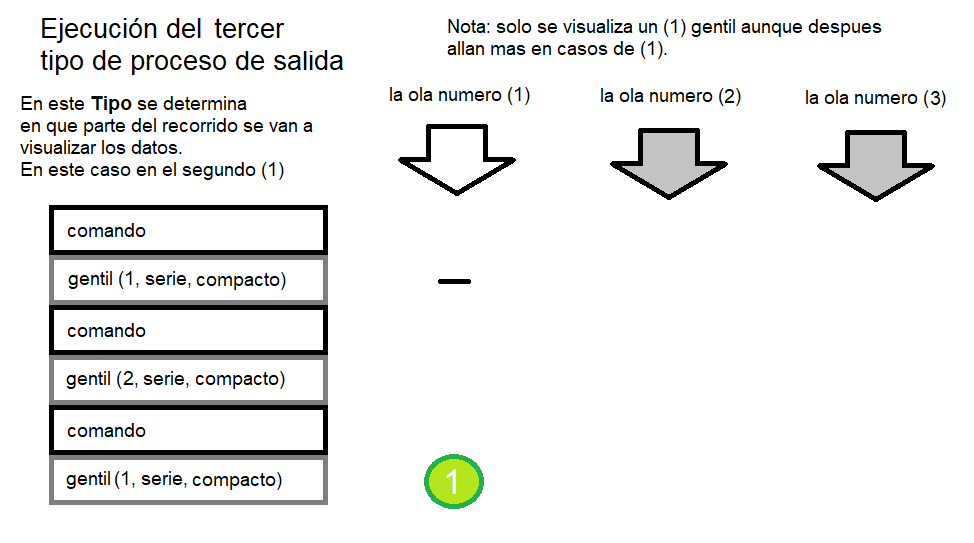 Ejecución del tercer
tipo de proceso de salida
Nota: solo se visualiza un (1) gentil aunque despues
allan mas en casos de (1).
En este Tipo se determina
en que parte del recorrido se van a
visualizar los datos.
En este caso en el segundo (1)
la ola numero (1)
la ola numero (2)
la ola numero (3)
comando
gentil (1, serie, compacto)
comando
gentil (2, serie, compacto)
comando
gentil (1, serie, compacto)
1